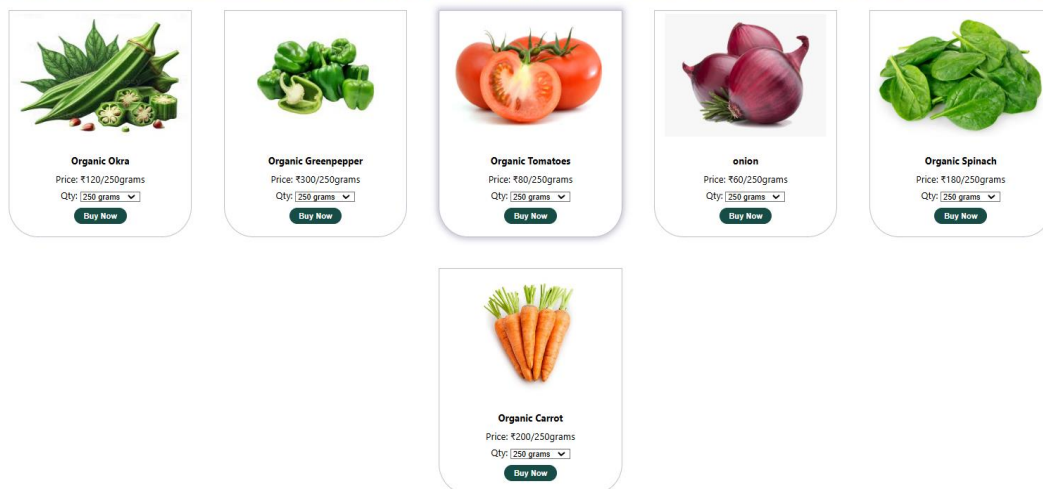 Organic Okra
Price: ₹120/250grams
Qty: 250 grams
Buy Now
Organic Greenpepper
Price: ₹300/250grams
Qty: 250 grams
Buy Now
Organic Tomatoes
Price: ₹80/250grams
Qty: 250 grams
Buy Now
onion
Price: ₹60/250grams
Qty: 250 grams
Buy Now
Organic Spinach
Price: ₹180/250grams
Qty: 250 grams
Buy Now
Organic Carrot
Price: ₹200/250grams
Qty: 250 grams
Buy Now